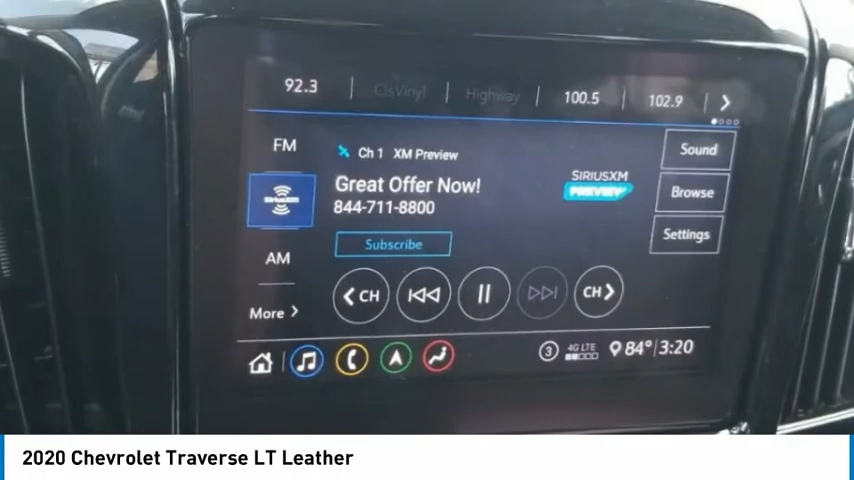 92.3 ClsVinyl Highway 100.5 102.9
FM
Ch 1 XM Preview
Sound
SiriusXM
Great Offer Now!
844-711-8800
SIRIUSXM
PREVIEW
Browse
Subscribe
Settings
AM
CH
CH
More
3 4G LTE 84° 3:20
2020 Chevrolet Traverse LT Leather